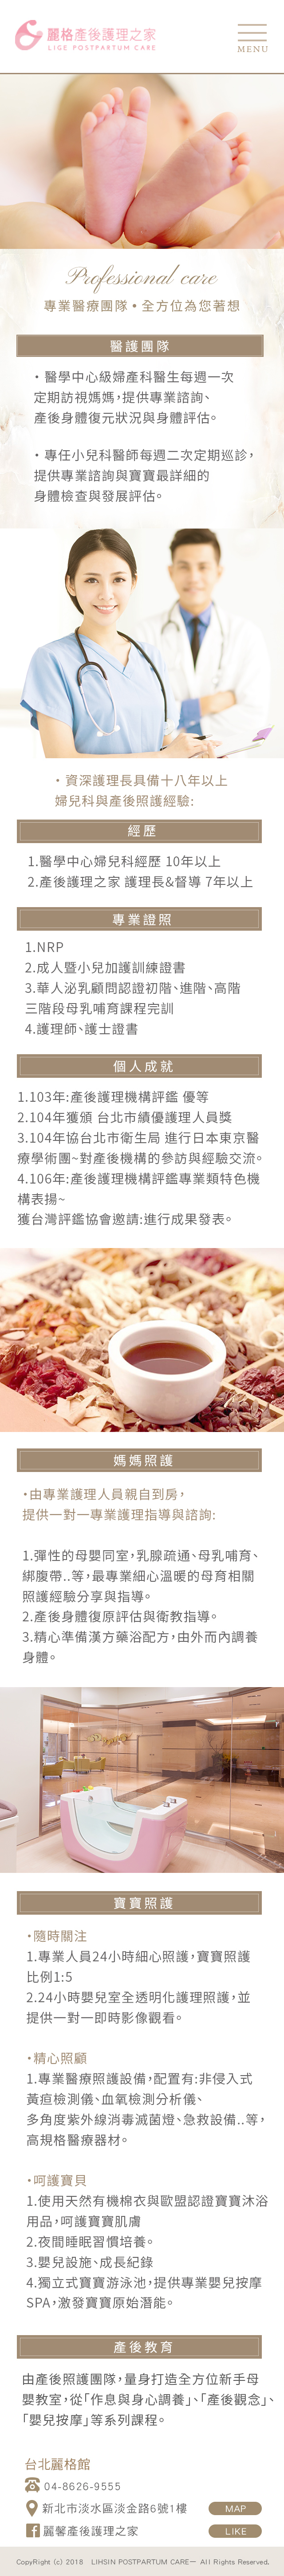 麗格產後護理之家
LIGE POSTPARTUM CARE
MENU
Professional care
專業醫療團隊•全方位為您著想
醫護團隊
・醫學中心級婦產科醫生每週一次
定期訪視媽媽,提供專業諮詢、
產後身體復元狀況與身體評估。
・專任小兒科醫師每週二次定期巡診,
提供專業諮詢與寶寶最詳細的
身體檢查與發展評估。
・資深護理長具備十八年以上
婦兒科與產後照護經驗:
經歷
1.醫學中心婦兒科經歷 10年以上
2.產後護理之家 護理長&督導 7年以上
專業證照
1.NRP
2.成人暨小兒加護訓練證書
3.華人泌乳顧問認證初階、進階、高階
三階段母乳哺育課程完訓
4.護理師、護士證書
個人成就
1.103年:產後護理機構評鑑 優等
2.104年獲頒 台北市績優護理人員獎
3.104年協台北市衛生局 進行日本東京醫
療學術團~對產後機構的參訪與經驗交流。
4.106年:產後護理機構評鑑專業類特色機
構表揚~
獲台灣評鑑協會邀請:進行成果發表。
媽媽照護
・由專業護理人員親自到房,
提供一對一專業護理指導與諮詢:
1.彈性的母嬰同室,乳腺疏通、母乳哺育、
綁腹帶..等,最專業細心溫暖的母育相關
照護經驗分享與指導。
2.產後身體復原評估與衛教指導。
3.精心準備漢方藥浴配方,由外而內調養
身體。
寶寶照護
・隨時關注
1.專業人員24小時細心照護,寶寶照護
比例1:5
2.24小時嬰兒室全透明化護理照護,並
提供一對一即時影像觀看。
・精心照顧
1.專業醫療照護設備,配置有:非侵入式
黃疸檢測儀、血氧檢測分析儀、
多角度紫外線消毒滅菌燈、急救設備..等,
高規格醫療器材。
・呵護寶貝
1.使用天然有機棉衣與歐盟認證寶寶沐浴
用品,呵護寶寶肌膚
2.夜間睡眠習慣培養。
3.嬰兒設施、成長紀錄
4.獨立式寶寶游泳池,提供專業嬰兒按摩
SPA,激發寶寶原始潛能。
產後教育
由產後照護團隊,量身打造全方位新手母
嬰教室,從「作息與身心調養」、「產後觀念」、
「嬰兒按摩」等系列課程。
台北麗格館
04-8626-9555
新北市淡水區淡金路6號1樓
MAP
麗馨產後護理之家
LIKE
CopyRight (c) 2018 LIHSIN POSTPARTUM CARE一 All Rights Reserved.